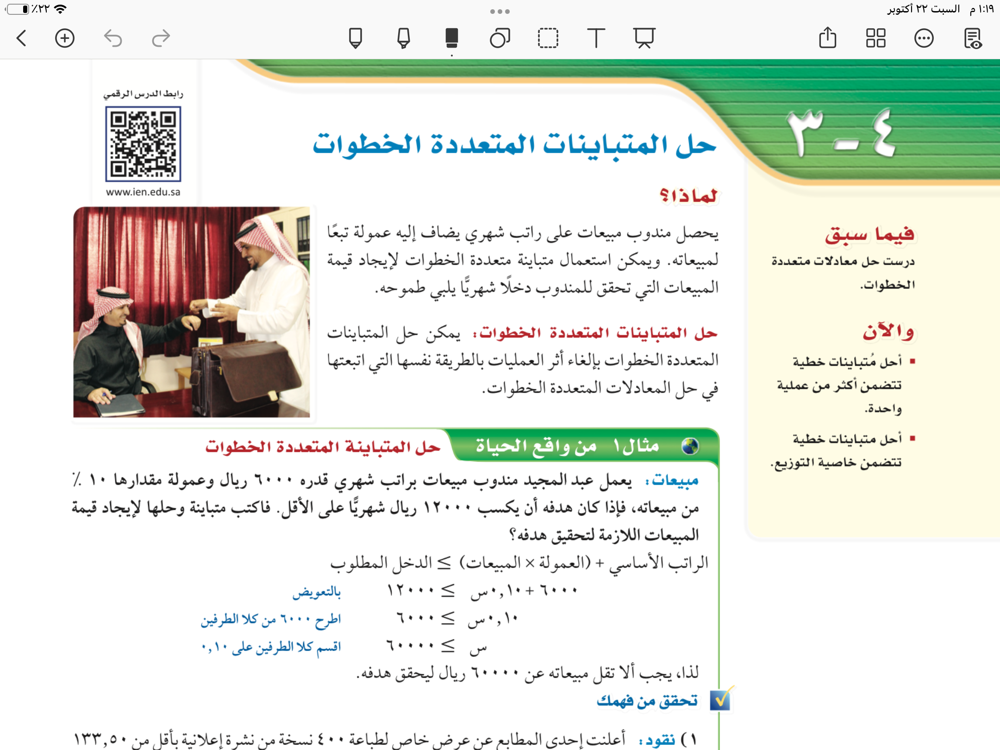 ١:١٩ م السبت ٢٢ أكتوبر
٢٢٪
٤ - ٣
حل المتباينات المتعددة الخطوات
رابط الدرس الرقمي
www.ien.edu.sa
فيما سبق
درست حل معادلات متعددة
الخطوات.
والآن
▪ أحل مُتباينات خطية
تتضمن أكثر من عملية
واحدة.
▪ أحل متباينات خطية
تتضمن خاصية التوزيع.
لماذا؟
يحصل مندوب مبيعات على راتب شهري يضاف إليه عمولة تبعًا
لمبيعاته. ويمكن استعمال متباينة متعددة الخطوات لإيجاد قيمة
المبيعات التي تحقق للمندوب دخلًا شهريًّا يلبي طموحه.
حل المتباينات المتعددة الخطوات: يمكن حل المتباينات
المتعددة الخطوات بإلغاء أثر العمليات بالطريقة نفسها التي اتبعتها
في حل المعادلات المتعددة الخطوات.
مثال ١ من واقع الحياة حل المتباينة المتعددة الخطوات
مبيعات: يعمل عبد المجيد مندوب مبيعات براتب شهري قدره ٦٠٠٠ ريال وعمولة مقدارها ١٠ ٪
من مبيعاته، فإذا كان هدفه أن يكسب ١٢٠٠٠ ريال شهريًّا على الأقل. فاكتب متباينة وحلها لإيجاد قيمة
المبيعات اللازمة لتحقيق هدفه؟
الراتب الأساسي + (العمولة × المبيعات) ≥ الدخل المطلوب
٦٠٠٠ + ٠,١٠س ≥ ١٢٠٠٠ بالتعويض
٠,١٠س ≥ ٦٠٠٠ اطرح ٦٠٠٠ من كلا الطرفين
س ≥ ٦٠٠٠٠ اقسم كلا الطرفين على ٠,١٠
لذا، يجب ألا تقل مبيعاته عن ٦٠٠٠٠ ريال ليحقق هدفه.
تحقق من فهمك
١) نقود: أعلنت إحدى المطابع عن عرض خاص لطباعة ٤٠٠ نسخة من نشرة إعلانية بأقل من ١٣٣,٥٠